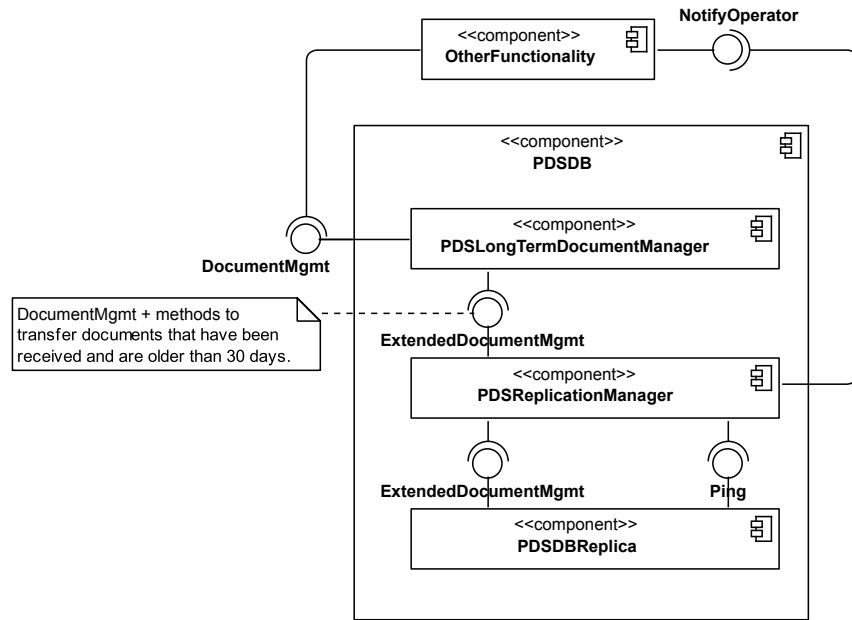 NotifyOperator
<<component>>
OtherFunctionality
<<component>>
PDSDB
<<component>>
PDSLongTermDocumentManager
DocumentMgmt
DocumentMgmt + methods to
transfer documents that have been
received and are older than 30 days.
ExtendedDocumentMgmt
<<component>>
PDSReplicationManager
ExtendedDocumentMgmt
Ping
<<component>>
PDSDBReplica